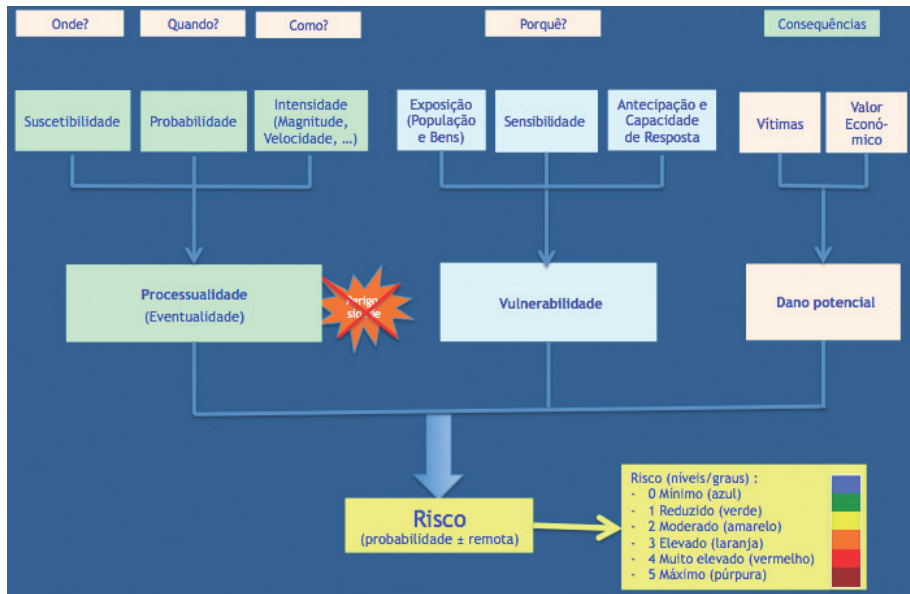 Onde?
Quando?
Como?
Porquê?
Consequências
Suscetibilidade
Probabilidade
Intensidade
(Magnitude,
Velocidade, ...)
Exposição
(População
e Bens)
Sensibilidade
Antecipação e
Capacidade
de Resposta
Vítimas
Valor
Econó-
mico
Processualidade
(Eventualidade)
Perigo
sidade
Vulnerabilidade
Dano potencial
Risco
(probabilidade ± remota)
Risco (níveis/graus) :
- 0 Mínimo (azul)
- 1 Reduzido (verde)
- 2 Moderado (amarelo)
- 3 Elevado (laranja)
- 4 Muito elevado (vermelho)
- 5 Máximo (púrpura)